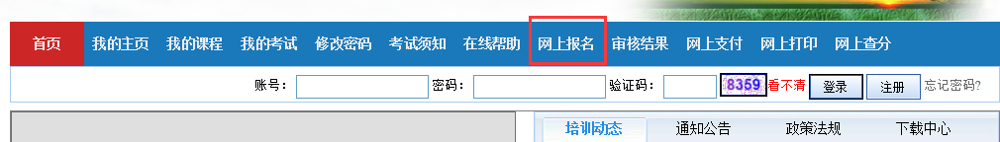 首页 我的主页 我的课程 我的考试 修改密码 考试须知 在线帮助 网上报名 审核结果 网上支付 网上打印 网上查分
账号： 密码： 验证码： 8359 看不清 登录 注册 忘记密码?
培训动态 通知公告 政策法规 下载中心